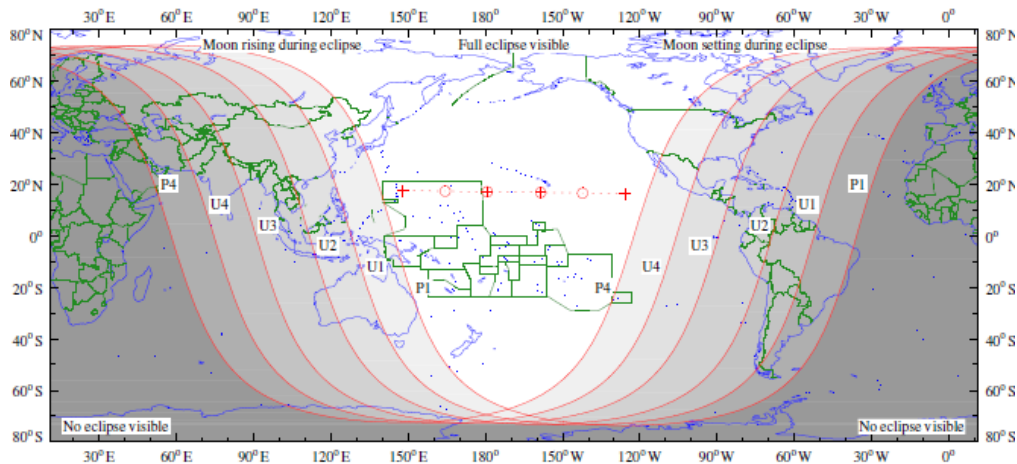 30° E 60° E 90° E 120° E 150° E 180° 150° W 120° W 90° W 60° W 30° W 0°
80° N 80° N
Moon rising during eclipse Full eclipse visible Moon setting during eclipse
60° N 60° N
40° N 40° N
20° N P4 P1 20° N
U4 U1
U3 U2
0° U2 U3 0°
U1 U4
20° S P1 P4 20° S
40° S 40° S
60° S 60° S
No eclipse visible No eclipse visible
80° S 80° S
30° E 60° E 90° E 120° E 150° E 180° 150° W 120° W 90° W 60° W 30° W 0°